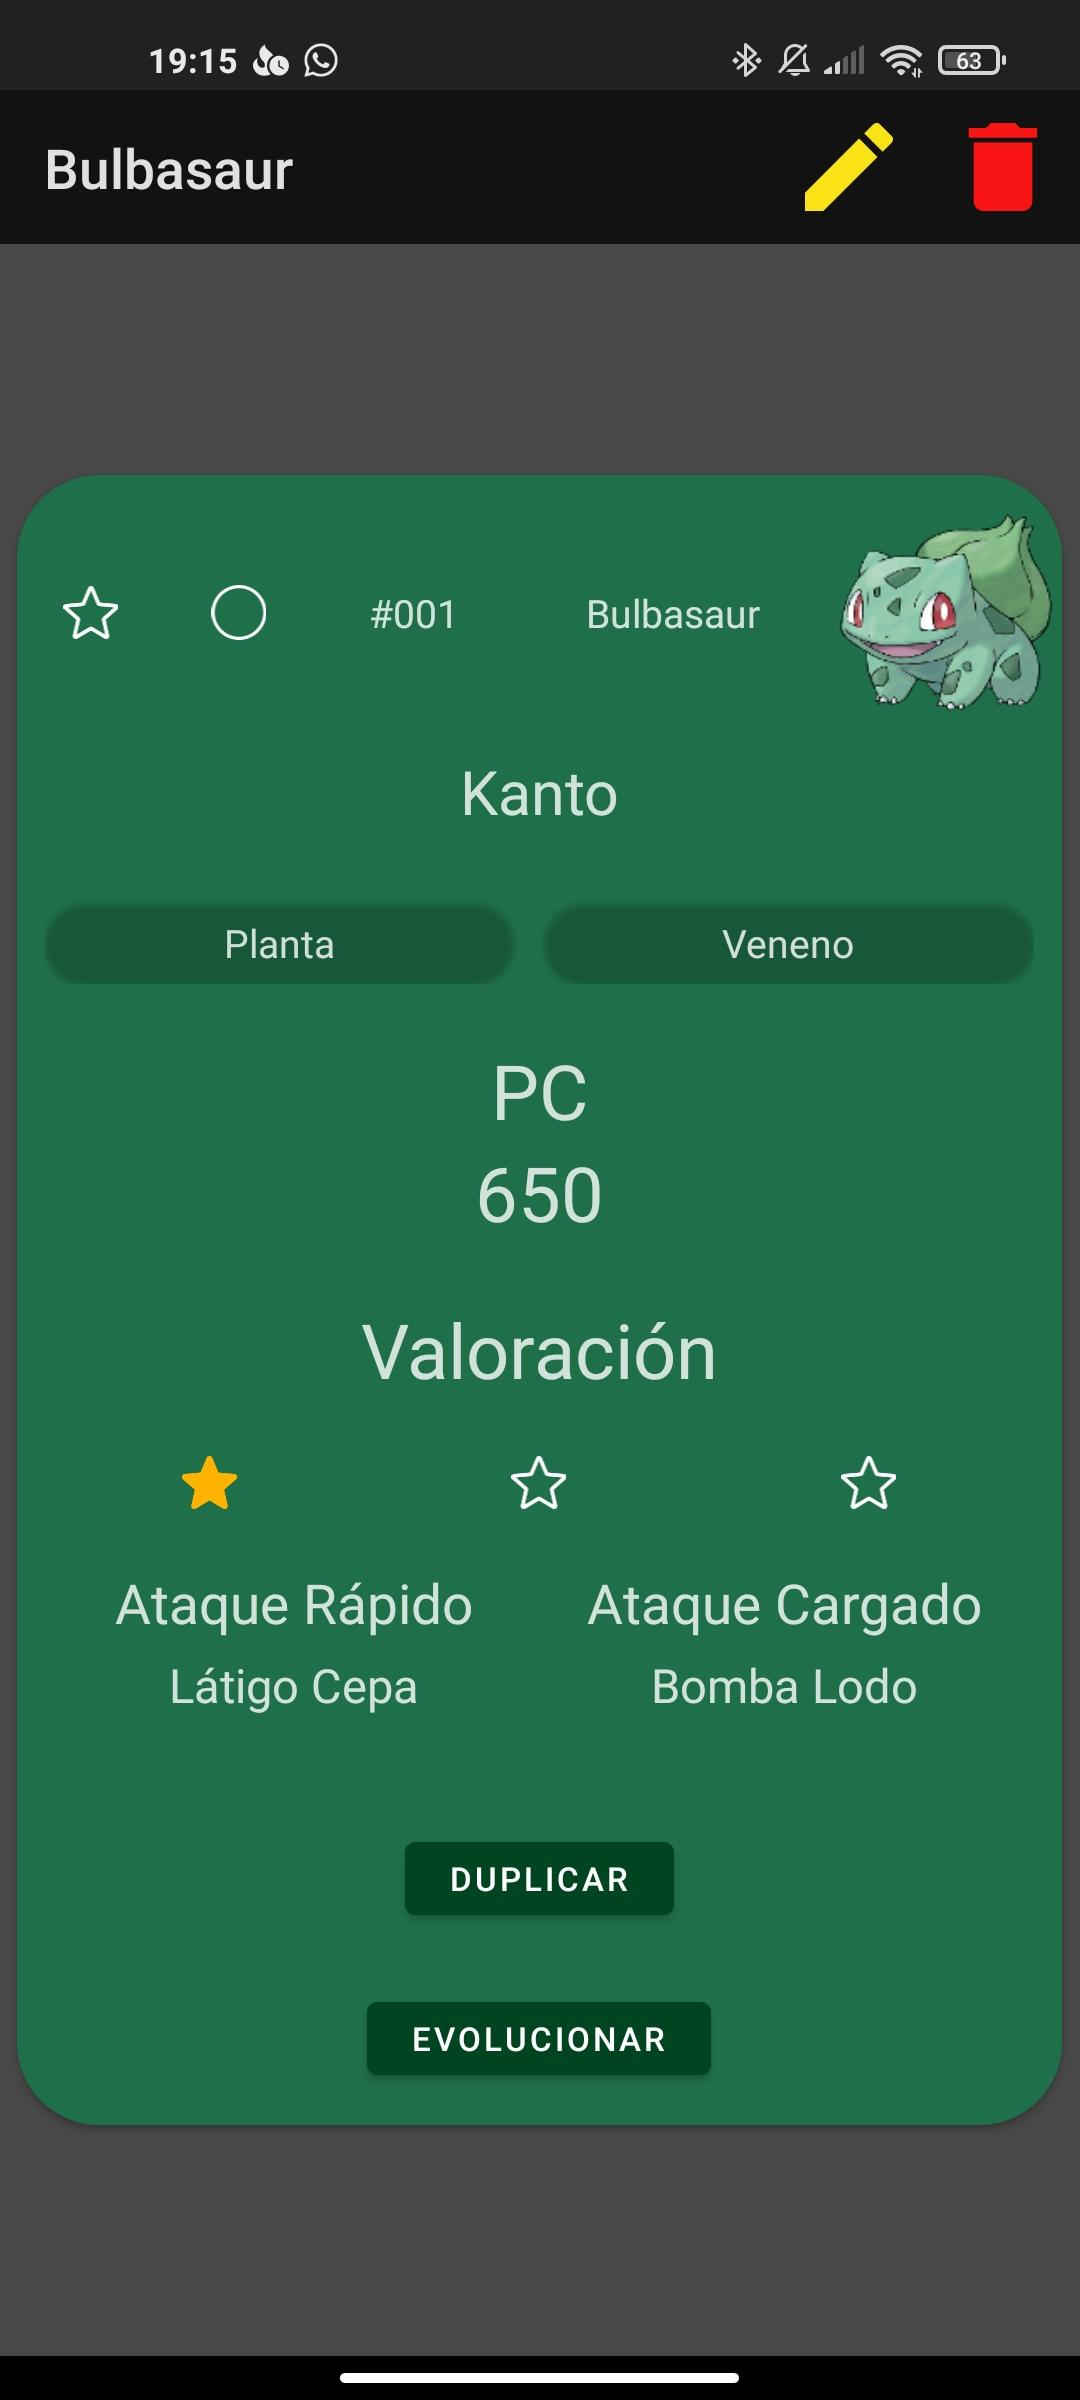 19:15
63
Bulbasaur
#001
Bulbasaur
Kanto
Planta
Veneno
PC
650
Valoración
Ataque Rápido
Ataque Cargado
Látigo Cepa
Bomba Lodo
DUPLICAR
EVOLUCIONAR